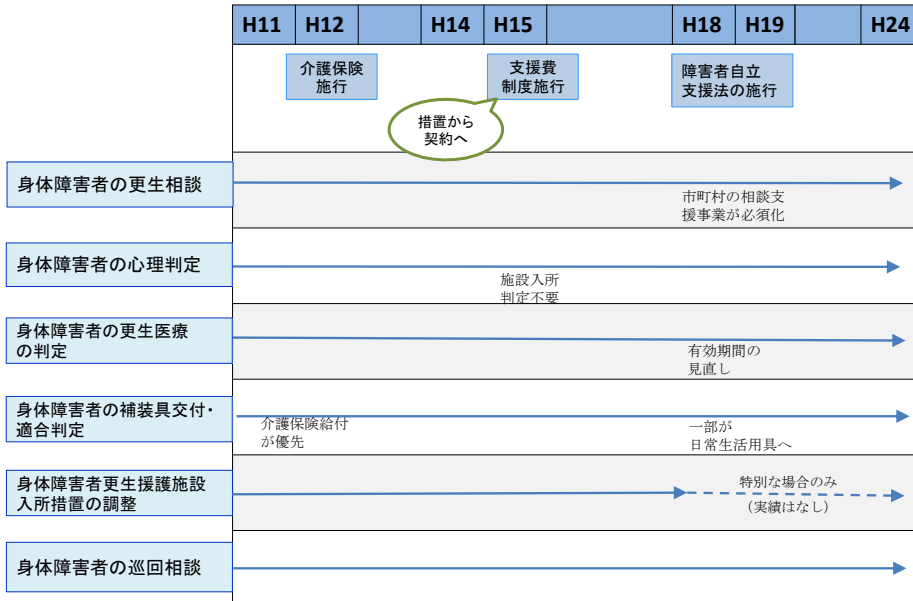 H11 H12 H14 H15 H18 H19 H24
介護保険
施行
支援費
制度施行
障害者自立
支援法の施行
措置から
契約へ
身体障害者の更生相談
市町村の相談支
援事業が必須化
身体障害者の心理判定
施設入所
判定不要
身体障害者の更生医療
の判定
有効期間の
見直し
身体障害者の補装具交付・
適合判定
介護保険給付
が優先
一部が
日常生活用具へ
身体障害者更生援護施設
入所措置の調整
特別な場合のみ
(実績はなし)
身体障害者の巡回相談